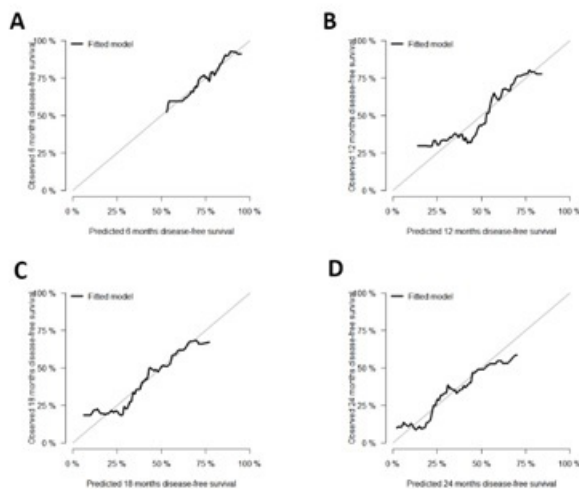 A
Fitted model
Observed 6 months disease-free survival
100 %
75 %
50 %
25 %
0 %
0 % 25 % 50 % 75 % 100 %
Predicted 6 months disease-free survival
B
Fitted model
Observed 12 months disease-free survival
100 %
75 %
50 %
25 %
0 %
0 % 25 % 50 % 75 % 100 %
Predicted 12 months disease-free survival
C
Fitted model
Observed 18 months disease-free survival
100 %
75 %
50 %
25 %
0 %
0 % 25 % 50 % 75 % 100 %
Predicted 18 months disease-free survival
D
Fitted model
Observed 24 months disease-free survival
100 %
75 %
50 %
25 %
0 %
0 % 25 % 50 % 75 % 100 %
Predicted 24 months disease-free survival